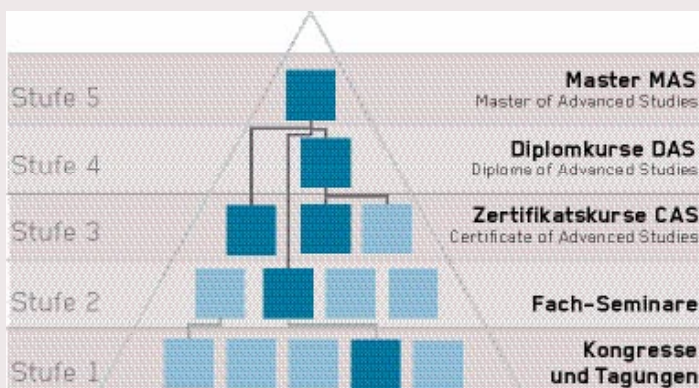 Stufe 5
Master MAS
Master of Advanced Studies
Stufe 4
Diplomkurse DAS
Diploma of Advanced Studies
Stufe 3
Zertifikatskurse CAS
Certificate of Advanced Studies
Stufe 2
Fach-Seminare
Stufe 1
Kongresse
und Tagungen